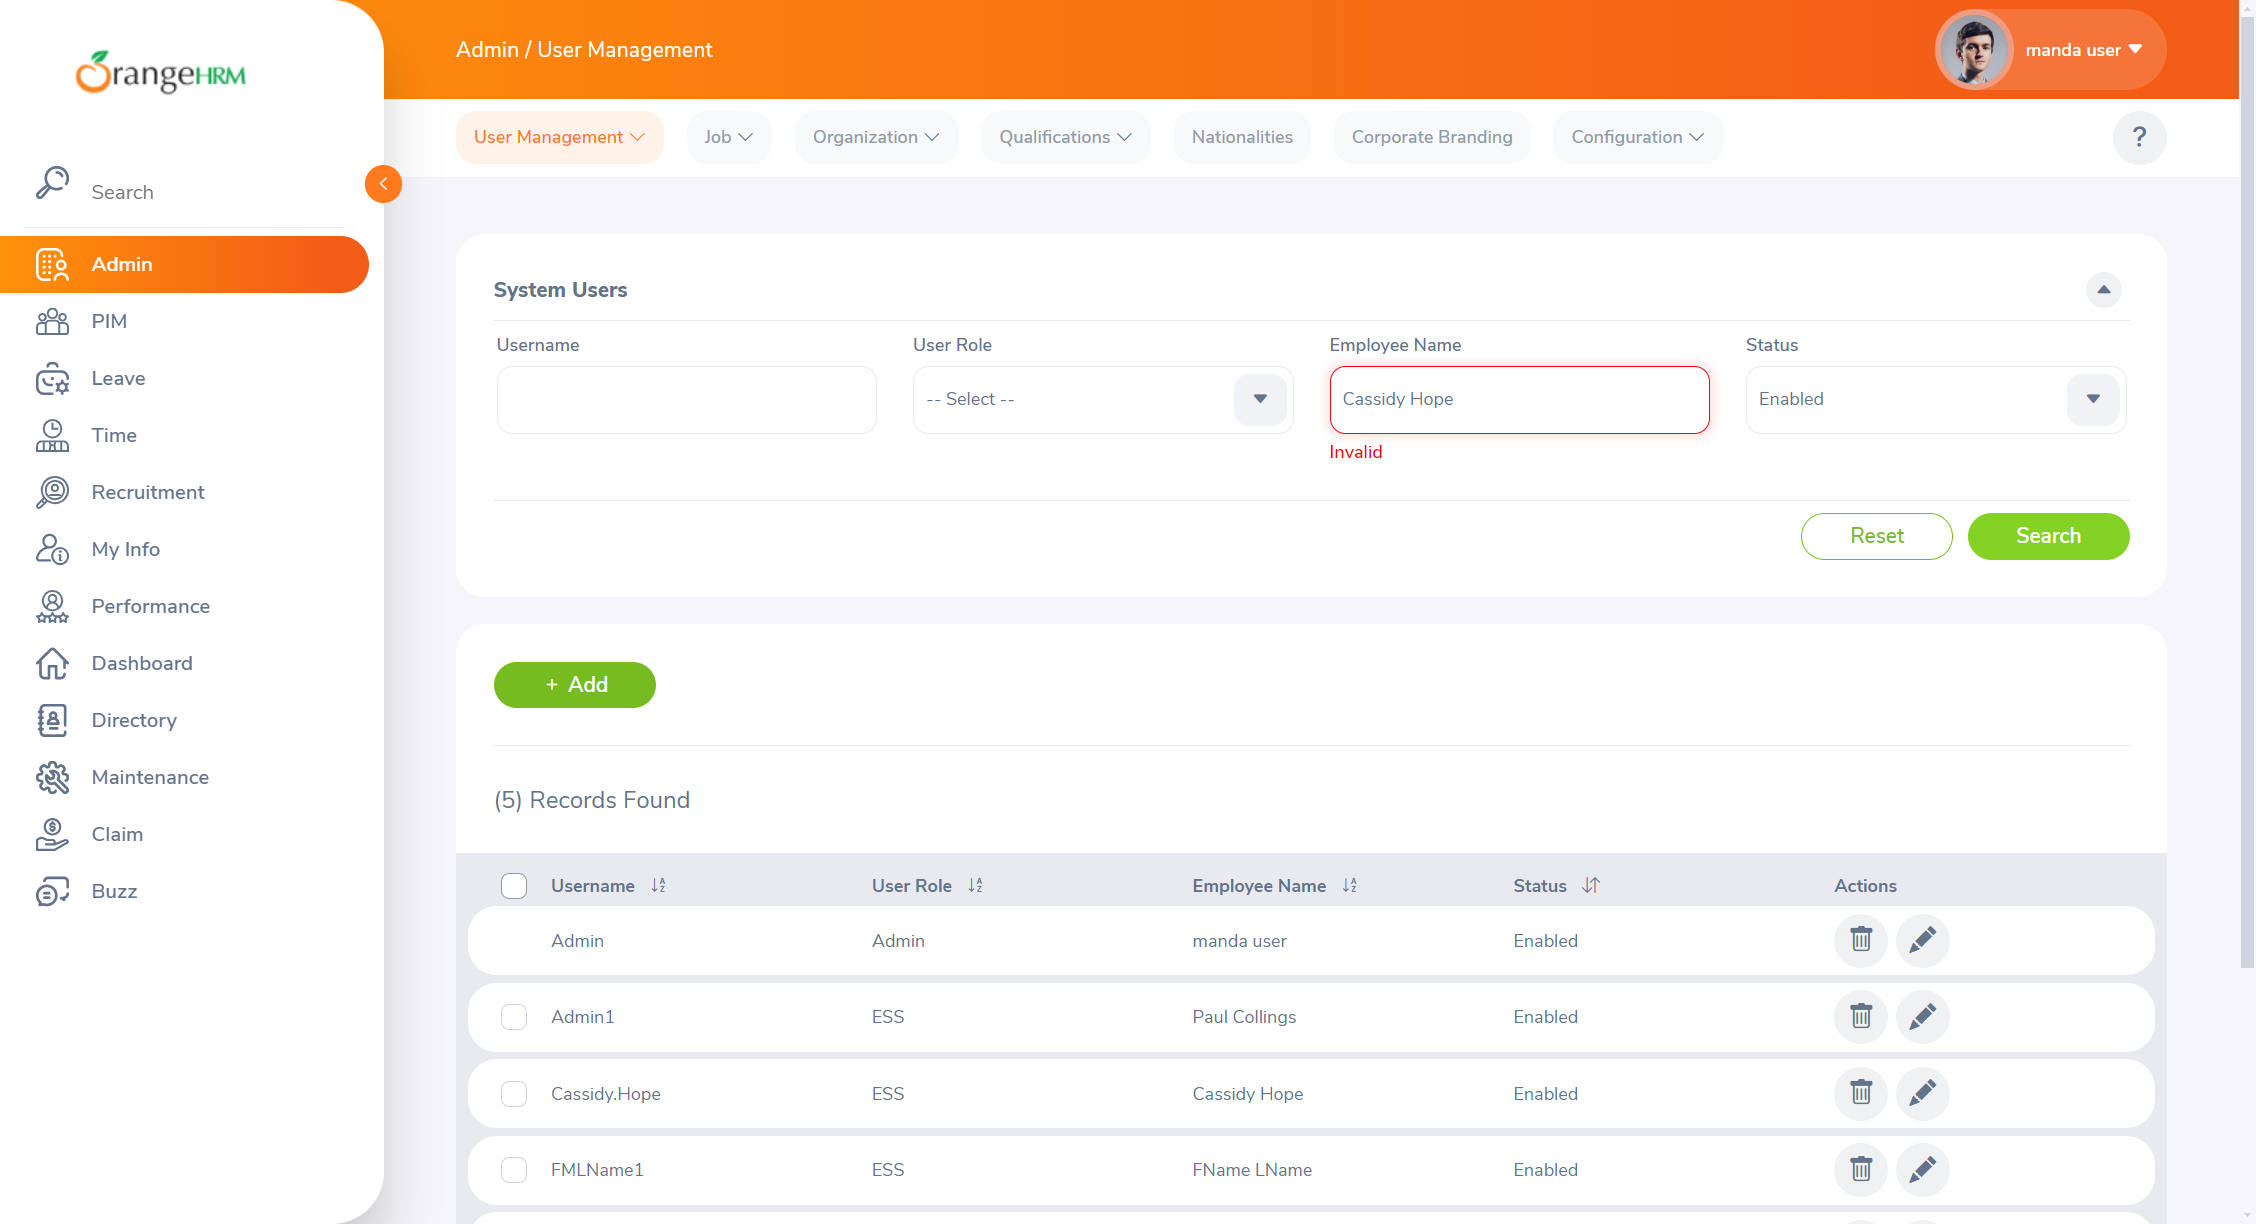 OrangeHRM
Search
Admin
PIM
Leave
Time
Recruitment
My Info
Performance
Dashboard
Directory
Maintenance
Claim
Buzz
Admin / User Management
manda user
User Management
Job
Organization
Qualifications
Nationalities
Corporate Branding
Configuration
?
System Users
Username
User Role
Employee Name
Status
-- Select --
Cassidy Hope
Enabled
Invalid
Reset
Search
+ Add
(5) Records Found
Username User Role Employee Name Status Actions
Admin Admin manda user Enabled
Admin1 ESS Paul Collings Enabled
Cassidy.Hope ESS Cassidy Hope Enabled
FMLName1 ESS FName LName Enabled